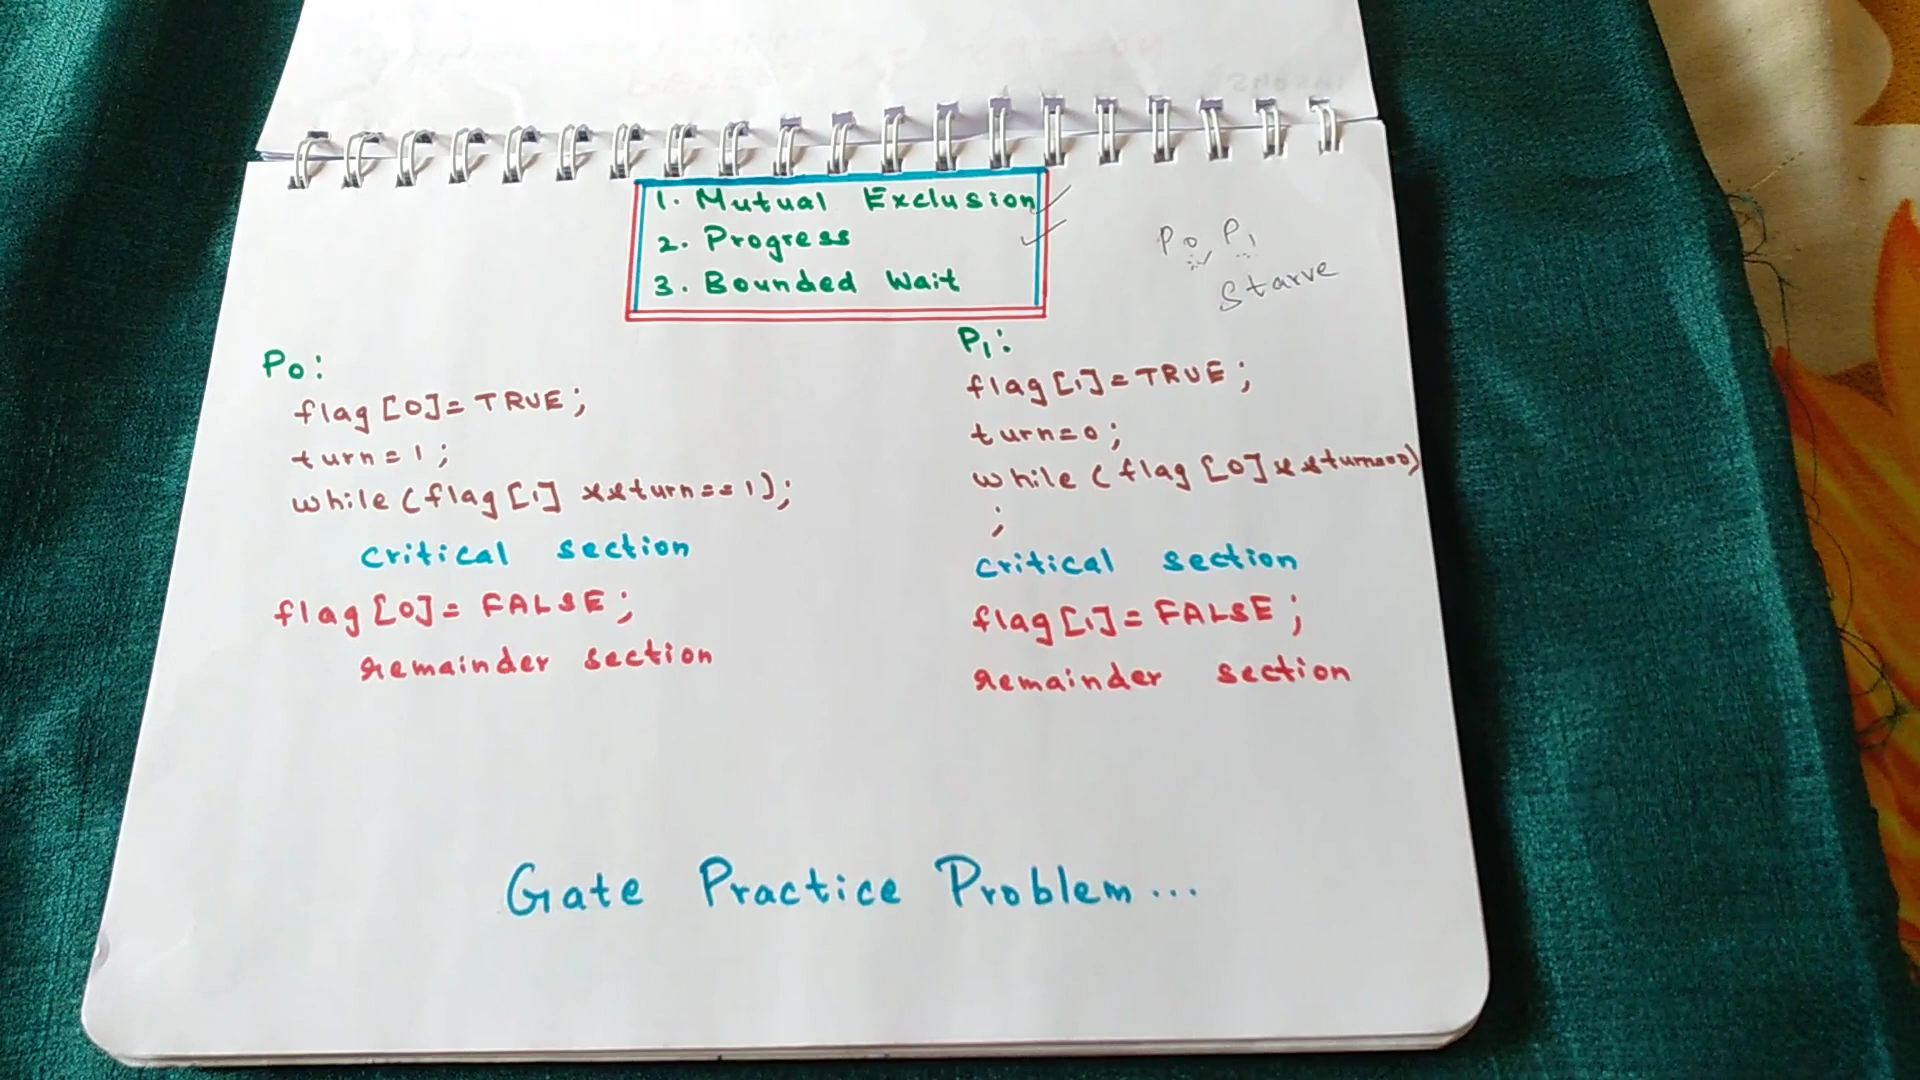 1. Mutual Exclusion
2. Progress
3. Bounded Wait
P0, P1
Starve
P0:
flag[0]= TRUE;
turn=1;
while(flag[1] &&turn==1);
critical section
flag[0]= FALSE;
remainder section
P1:
flag[1]=TRUE;
turn=0;
while(flag[0]&&turn==0)
;
critical section
flag[1]=FALSE;
remainder section
Gate Practice Problem...